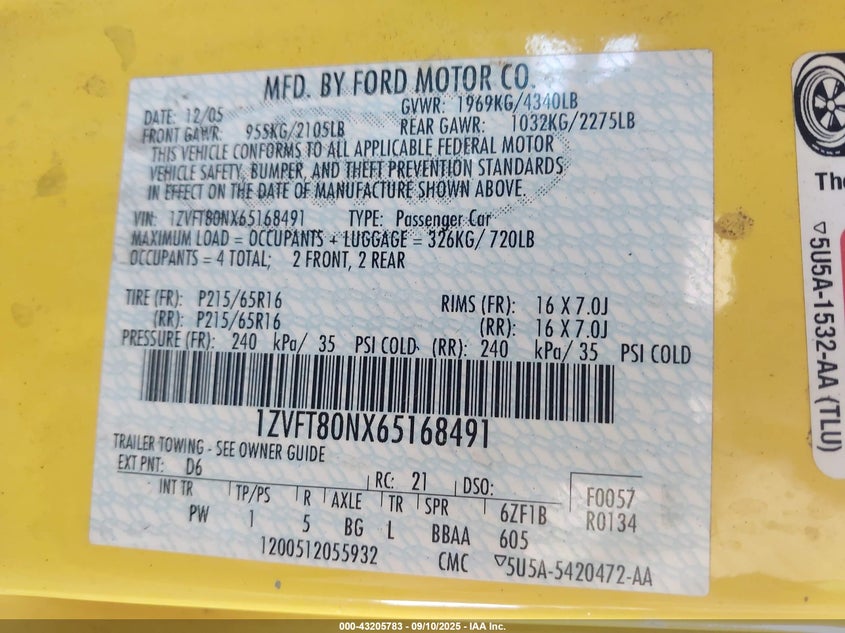 MFD. BY FORD MOTOR CO.
DATE: 12/05 GVWR: 1969KG/4340LB
FRONT GAWR: 955KG/2105LB REAR GAWR: 1032KG/2275LB
THIS VEHICLE CONFORMS TO ALL APPLICABLE FEDERAL MOTOR
VEHICLE SAFETY, BUMPER, AND THEFT PREVENTION STANDARDS
IN EFFECT ON THE DATE OF MANUFACTURE SHOWN ABOVE.
VIN: 1ZVFT80NX65168491 TYPE: Passenger Car
MAXIMUM LOAD = OCCUPANTS + LUGGAGE = 326KG/ 720LB
OCCUPANTS = 4 TOTAL; 2 FRONT, 2 REAR
TIRE (FR): P215/65R16 RIMS (FR): 16 X 7.0J
(RR): P215/65R16 (RR): 16 X 7.0J
PRESSURE (FR): 240 kPa/ 35 PSI COLD (RR): 240 kPa/ 35 PSI COLD
1ZVFT80NX65168491
TRAILER TOWING - SEE OWNER GUIDE
EXT PNT: D6 RC: 21 DSO:
INT TR TP/PS R AXLE TR SPR 6ZF1B F0057
PW 1 5 BG L BBAA 605 R0134
1200512055932 CMC ▽5U5A-5420472-AA
The
▽5U5A-1532-AA (TLU)
000-43205783 - 09/10/2025 - IAA Inc.